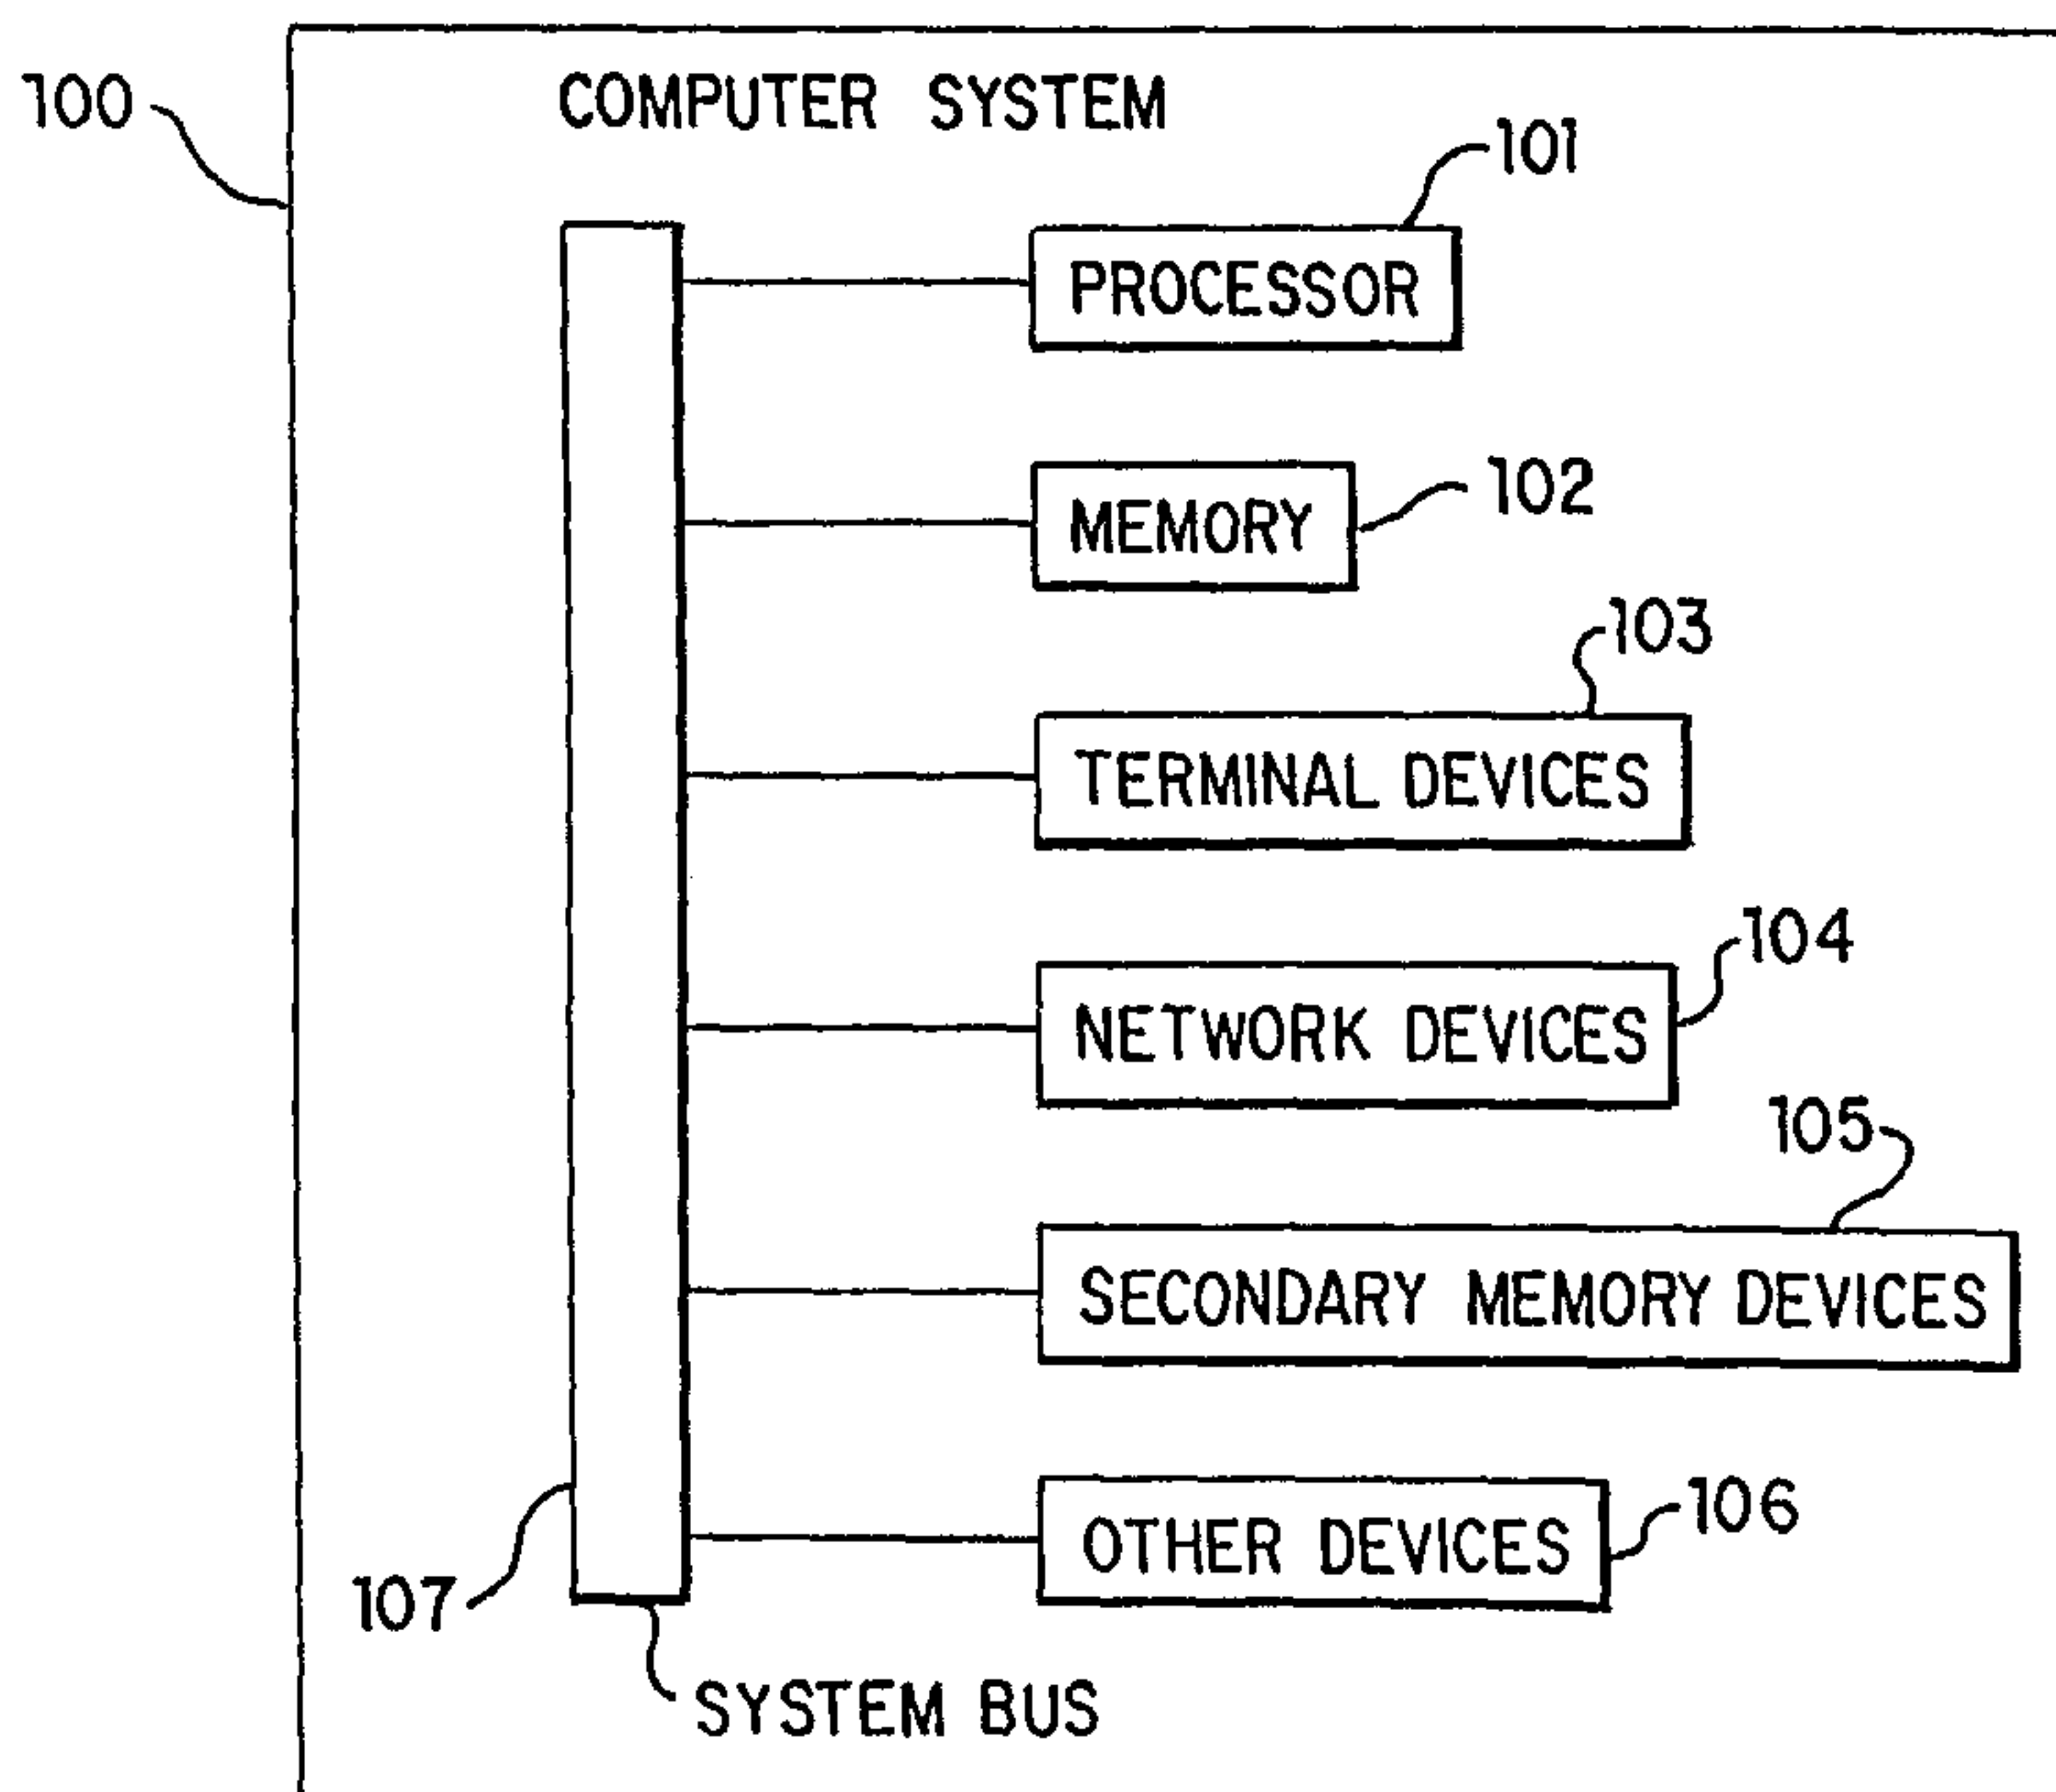 100
COMPUTER SYSTEM
101
PROCESSOR
102
MEMORY
103
TERMINAL DEVICES
104
NETWORK DEVICES
105
SECONDARY MEMORY DEVICES
106
OTHER DEVICES
107
SYSTEM BUS